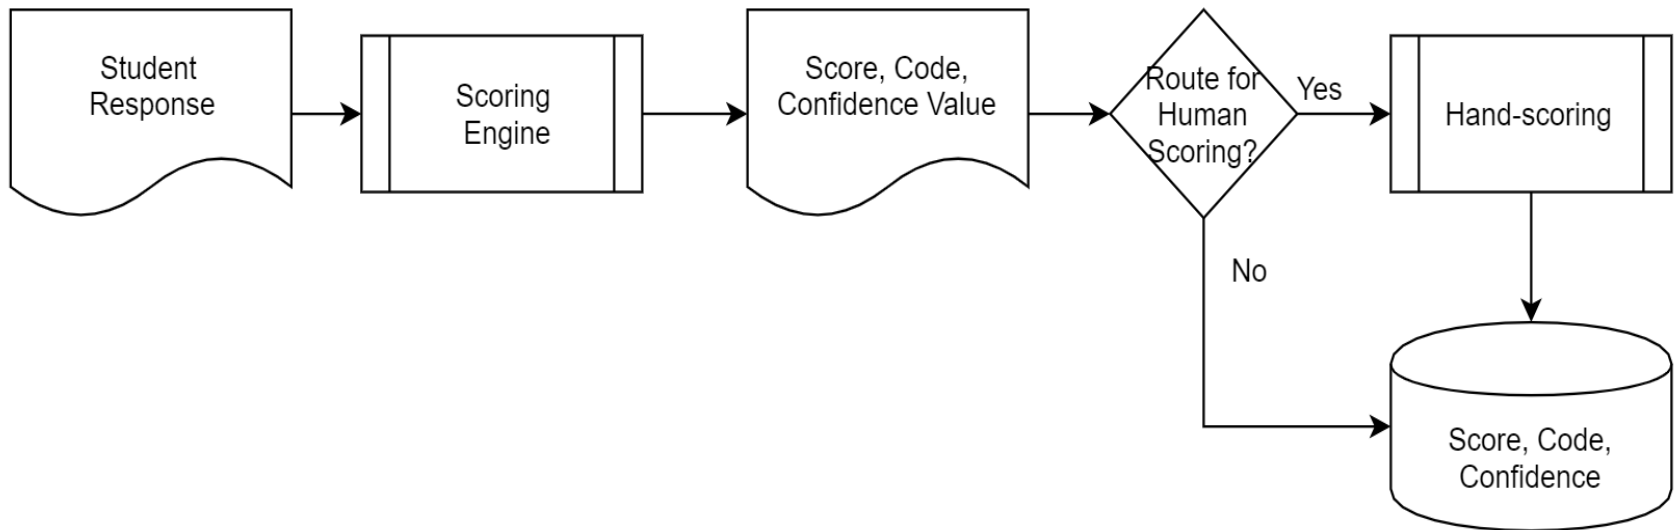 Student
Response
Scoring
Engine
Score, Code,
Confidence Value
Route for
Human
Scoring?
Yes
Hand-scoring
No
Score, Code,
Confidence